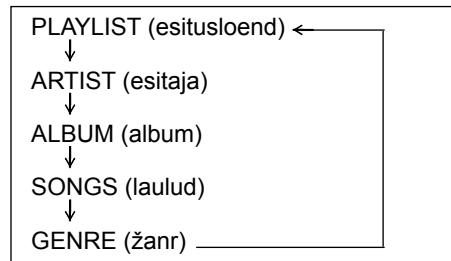 PLAYLIST (esitusloend)
ARTIST (esitaja)
ALBUM (album)
SONGS (laulud)
GENRE (žanr)